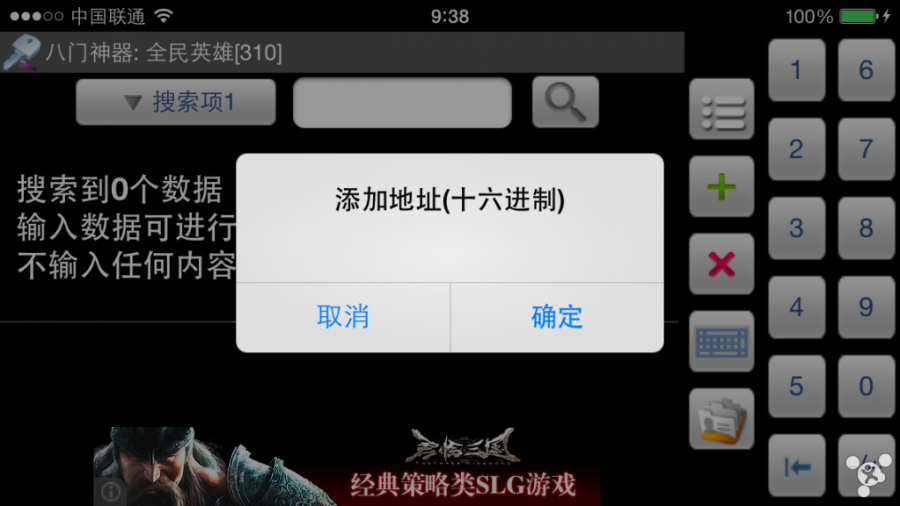 中国联通
9:38
100%
八门神器: 全民英雄[310]
搜索项1
搜索到0个数据
输入数据可进行
不输入任何内容
添加地址(十六进制)
取消
确定
1
6
2
7
3
8
4
9
5
0
经典策略类SLG游戏